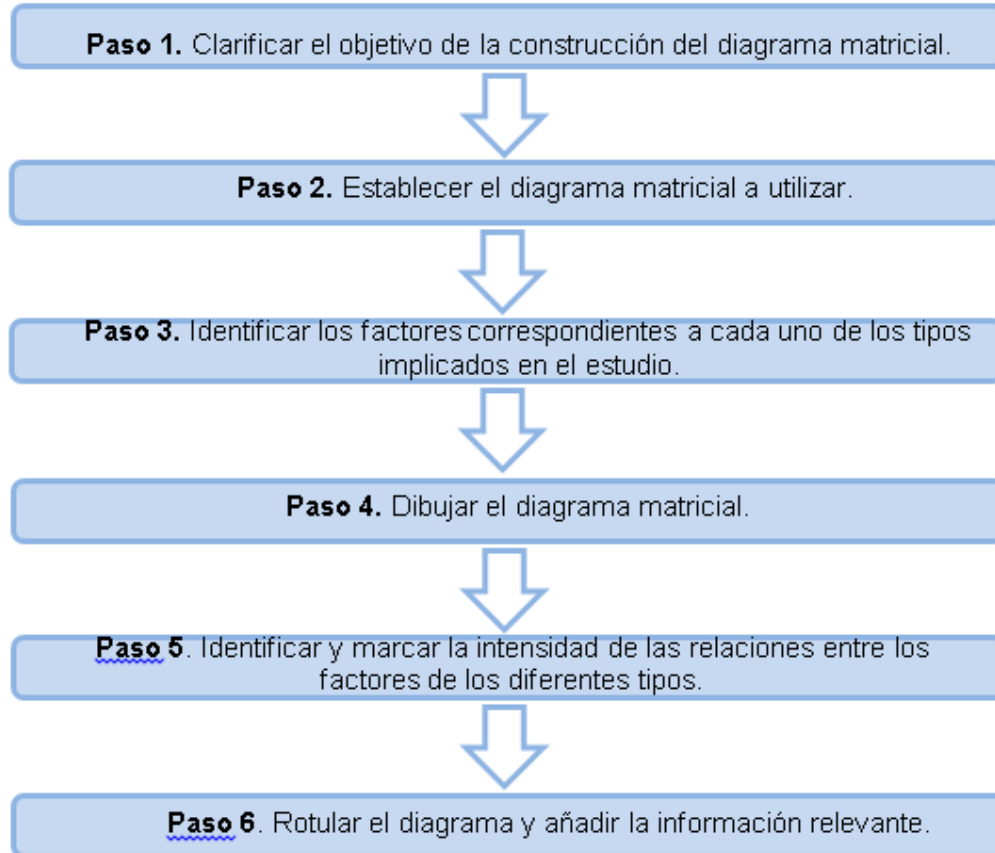 Paso 1. Clarificar el objetivo de la construcción del diagrama matricial.
Paso 2. Establecer el diagrama matricial a utilizar.
Paso 3. Identificar los factores correspondientes a cada uno de los tipos
implicados en el estudio.
Paso 4. Dibujar el diagrama matricial.
Paso 5. Identificar y marcar la intensidad de las relaciones entre los
factores de los diferentes tipos.
Paso 6. Rotular el diagrama y añadir la información relevante.